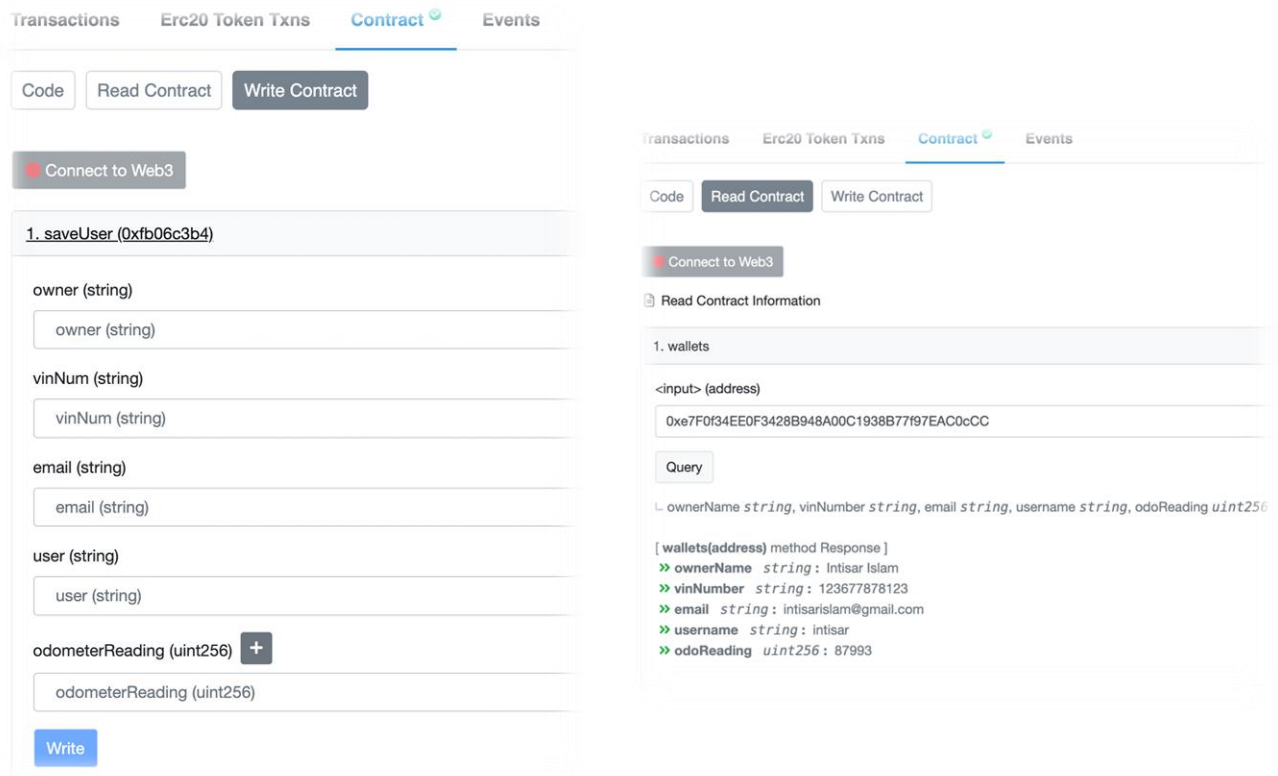 Transactions Erc20 Token Txns Contract Events
Code Read Contract Write Contract
Connect to Web3
1. saveUser (0xfb06c3b4)
owner (string)
owner (string)
vinNum (string)
vinNum (string)
email (string)
email (string)
user (string)
user (string)
odometerReading (uint256) +
odometerReading (uint256)
Write
Transactions Erc20 Token Txns Contract Events
Code Read Contract Write Contract
Connect to Web3
Read Contract Information
1. wallets
<input> (address)
0xe7F0f34EE0F3428B948A00C1938B77f97EAC0cCC
Query
ownerName string, vinNumber string, email string, username string, odoReading uint256
[ wallets(address) method Response ]
>> ownerName string : Intisar Islam
>> vinNumber string : 123677878123
>> email string : intisarislam@gmail.com
>> username string : intisar
>> odoReading uint256 : 87993